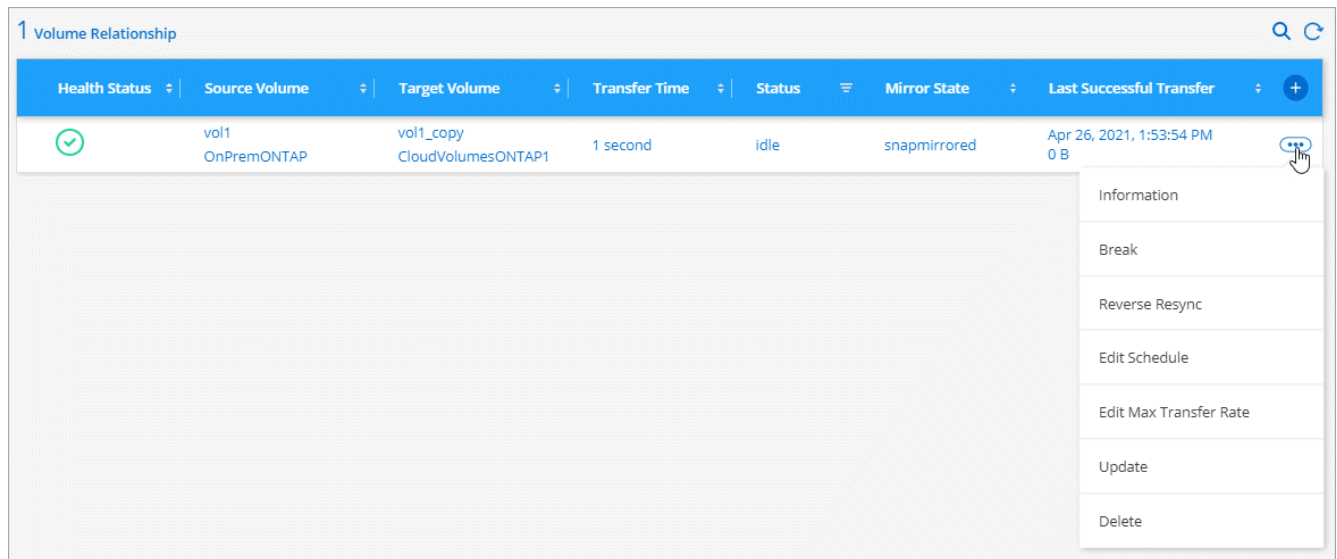 1 Volume Relationship
Health Status Source Volume Target Volume Transfer Time Status Mirror State Last Successful Transfer
vol1 vol1_copy Apr 26, 2021, 1:53:54 PM
1 second idle snapmirrored
OnPremONTAP CloudVolumesONTAP1 0 B
Information
Break
Reverse Resync
Edit Schedule
Edit Max Transfer Rate
Update
Delete